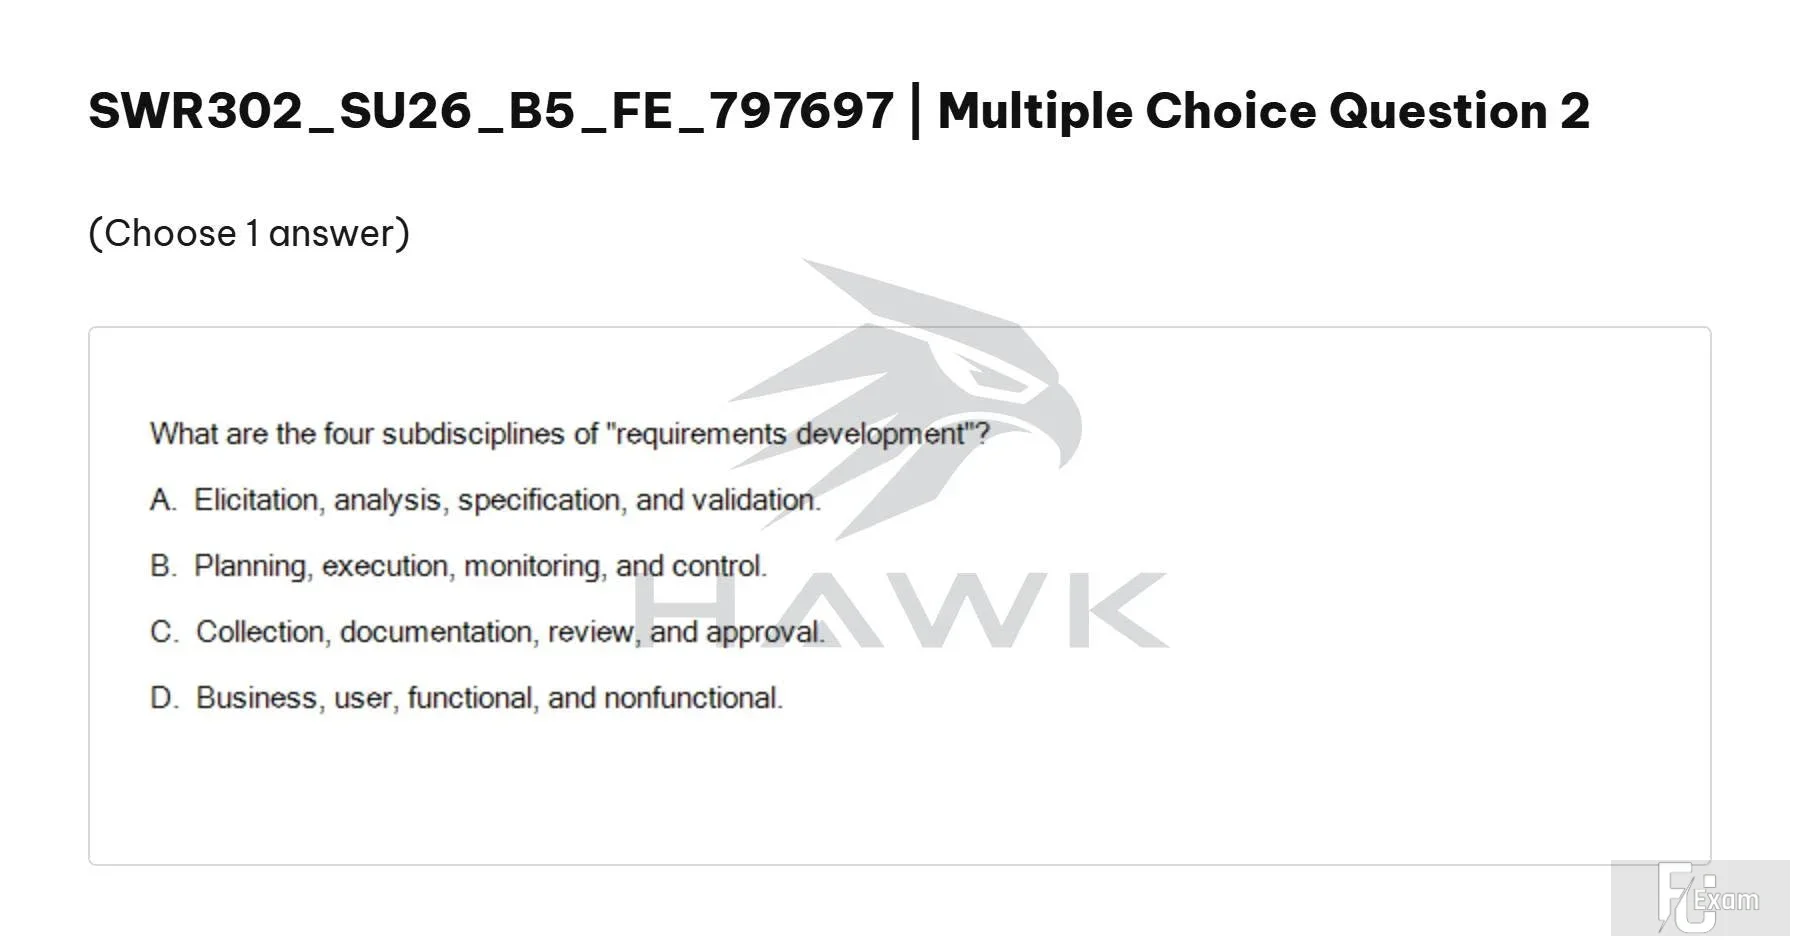 SWR302_SU26_B5_FE_797697 | Multiple Choice Question 2
(Choose 1 answer)
What are the four subdisciplines of "requirements development"?
A. Elicitation, analysis, specification, and validation.
B. Planning, execution, monitoring, and control.
C. Collection, documentation, review, and approval.
D. Business, user, functional, and nonfunctional.
HAWK
FU Exam